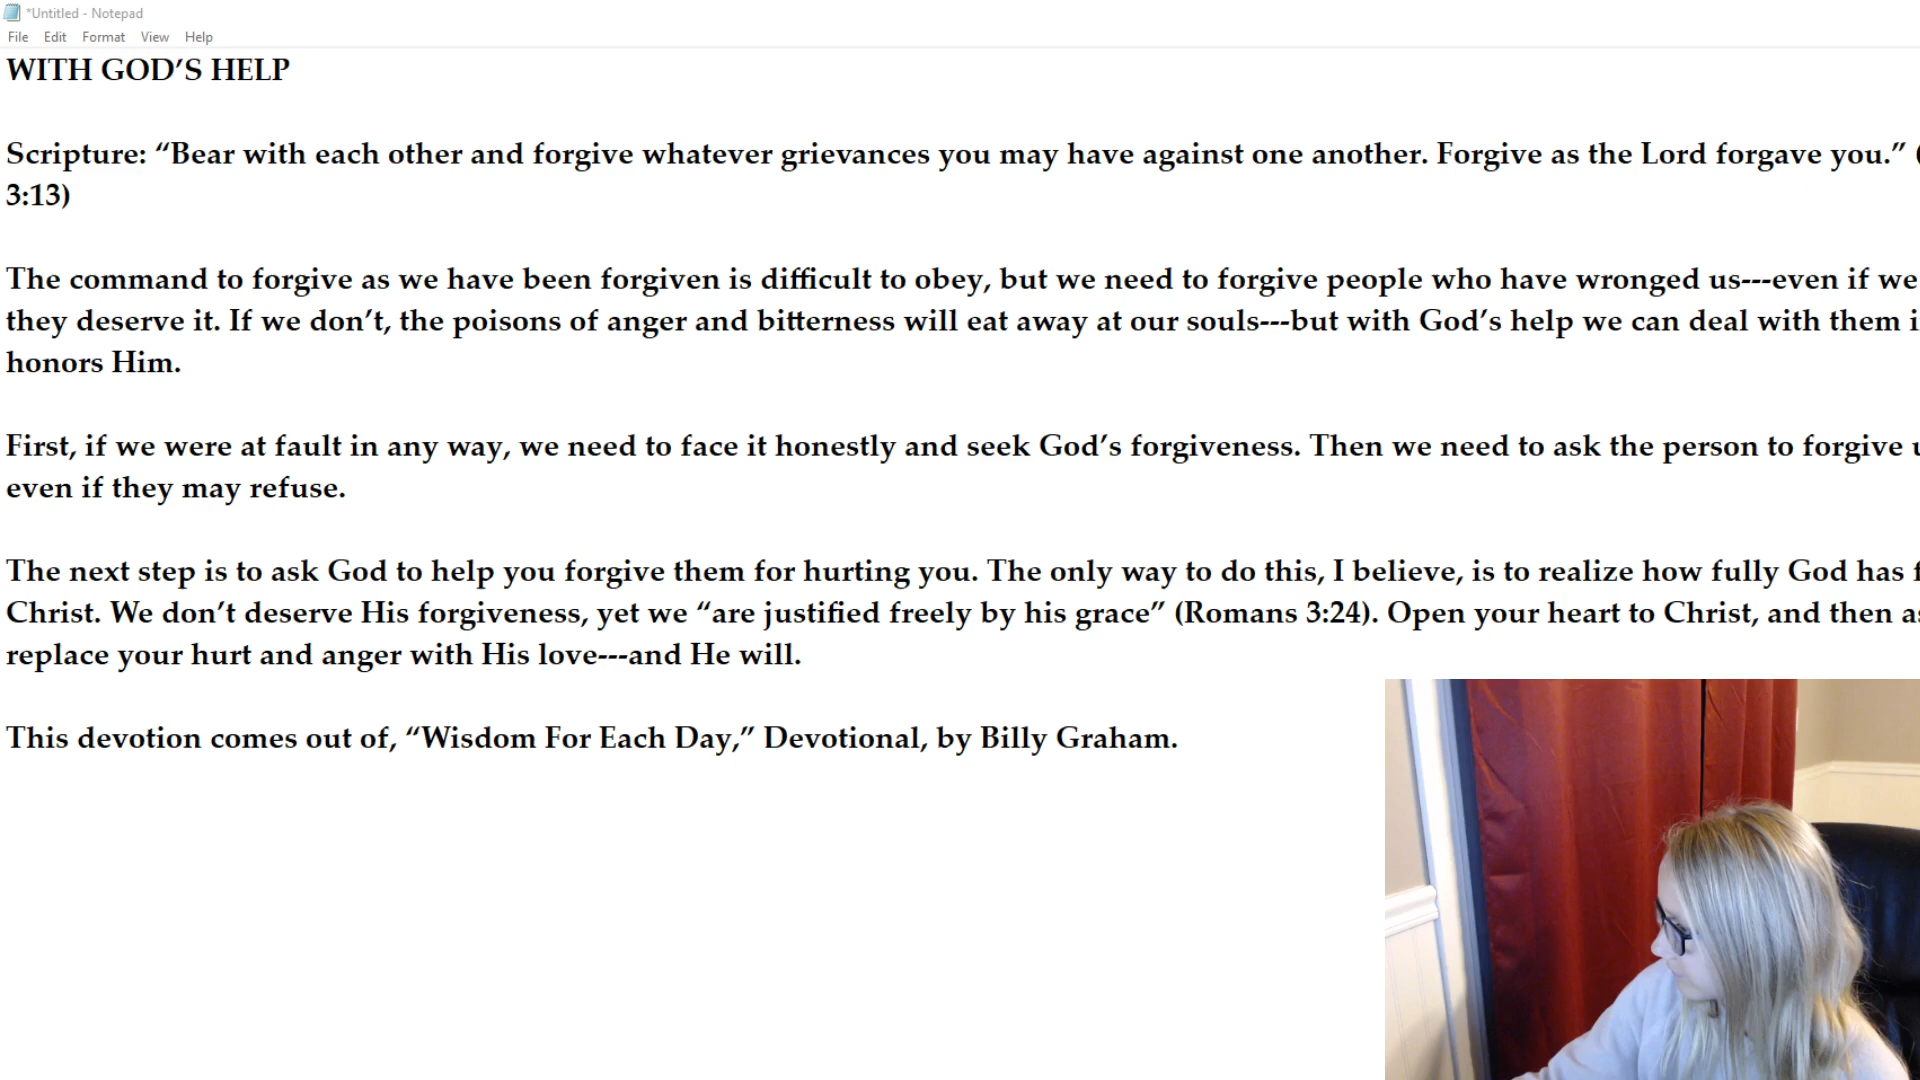 *Untitled - Notepad
File Edit Format View Help
WITH GOD’S HELP
Scripture: “Bear with each other and forgive whatever grievances you may have against one another. Forgive as the Lord forgave you.” (
3:13)
The command to forgive as we have been forgiven is difficult to obey, but we need to forgive people who have wronged us---even if we
they deserve it. If we don’t, the poisons of anger and bitterness will eat away at our souls---but with God’s help we can deal with them
honors Him.
First, if we were at fault in any way, we need to face it honestly and seek God’s forgiveness. Then we need to ask the person to forgive
even if they may refuse.
The next step is to ask God to help you forgive them for hurting you. The only way to do this, I believe, is to realize how fully God has
Christ. We don’t deserve His forgiveness, yet we “are justified freely by his grace” (Romans 3:24). Open your heart to Christ, and then
replace your hurt and anger with His love---and He will.
This devotion comes out of, “Wisdom For Each Day,” Devotional, by Billy Graham.